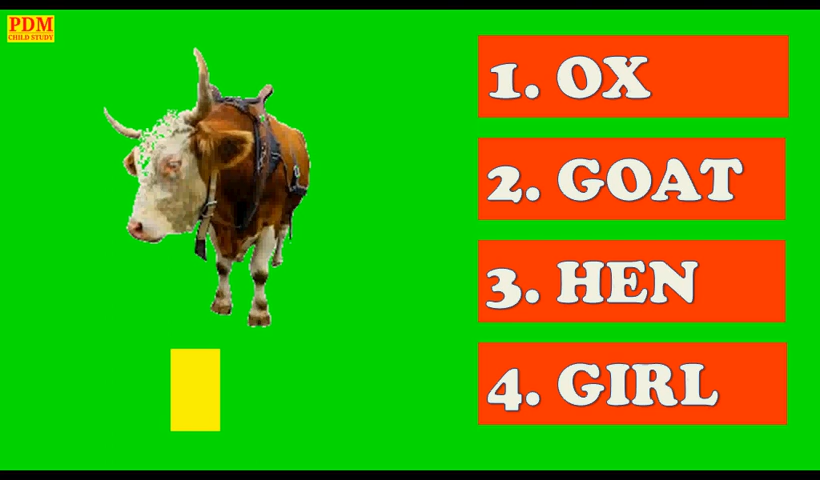 PDM
CHILD STUDY
1. OX
2. GOAT
3. HEN
4. GIRL